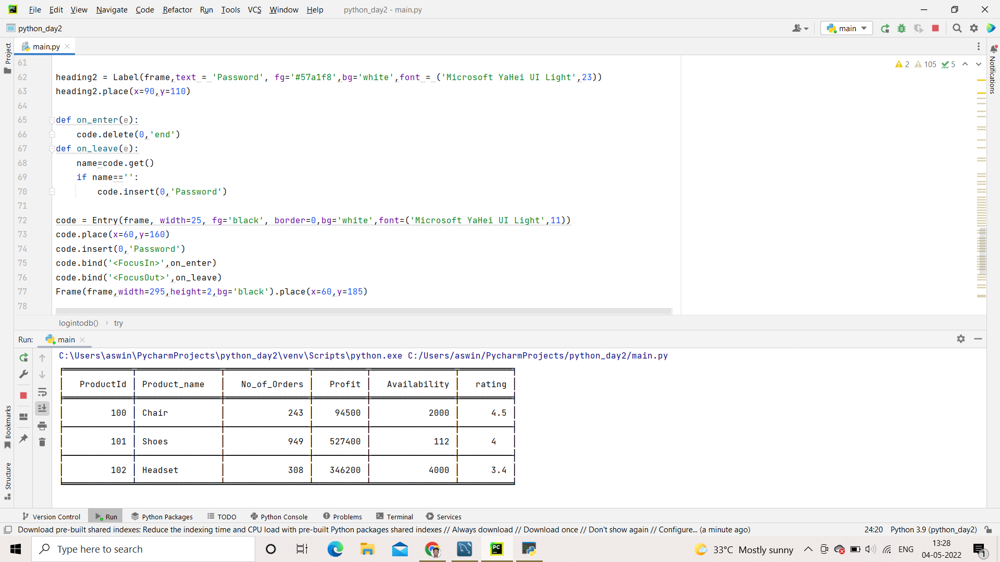 File Edit View Navigate Code Refactor Run Tools VCS Window Help python_day2 - main.py
python_day2 main
Project
main.py
2 105 5
Notifications
61
62 heading2 = Label(frame,text = 'Password', fg='#57a1f8',bg='white',font = ('Microsoft YaHei UI Light',23))
63 heading2.place(x=90,y=110)
64
65 def on_enter(e):
66 code.delete(0,'end')
67 def on_leave(e):
68 name=code.get()
69 if name=='':
70 code.insert(0,'Password')
71
72 code = Entry(frame, width=25, fg='black', border=0,bg='white',font=('Microsoft YaHei UI Light',11))
73 code.place(x=60,y=160)
74 code.insert(0,'Password')
75 code.bind('<FocusIn>',on_enter)
76 code.bind('<FocusOut>',on_leave)
77 Frame(frame,width=295,height=2,bg='black').place(x=60,y=185)
78
logintodb() › try
Run: main
C:\Users\aswin\PycharmProjects\python_day2\venv\Scripts\python.exe C:/Users/aswin/PycharmProjects/python_day2/main.py
ProductId Product_name No_of_Orders Profit Availability rating
100 Chair 243 94500 2000 4.5
101 Shoes 949 527400 112 4
102 Headset 308 346200 4000 3.4
Bookmarks
Structure
Version Control Run Python Packages TODO Python Console Problems Terminal Services
Download pre-built shared indexes: Reduce the indexing time and CPU load with pre-built Python packages shared indexes // Always download // Download once // Don't show again // Configure... (a minute ago) 24:20 Python 3.9 (python_day2)
Type here to search 33°C Mostly sunny ENG 13:28
04-05-2022 1